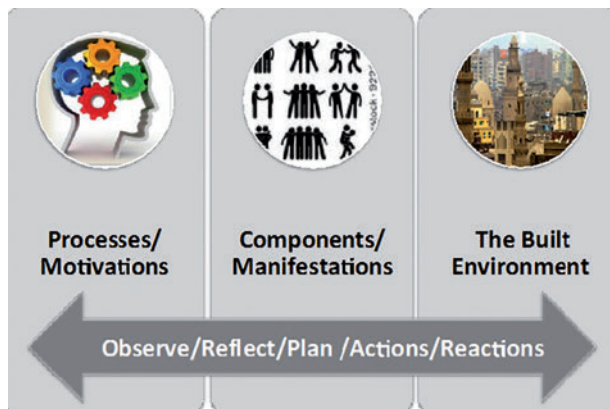 Processes/
Motivations
Components/
Manifestations
The Built
Environment
Observe/Reflect/Plan /Actions/Reactions